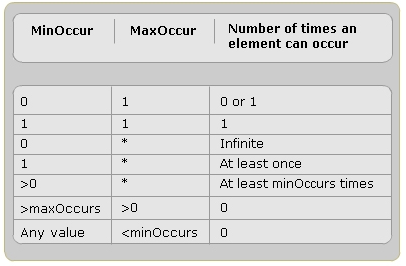 MinOccur MaxOccur Number of times an
element can occur
0 1 0 or 1
1 1 1
0 * Infinite
1 * At least once
>0 * At least minOccurs times
>maxOccurs >0 0
Any value <minOccurs 0